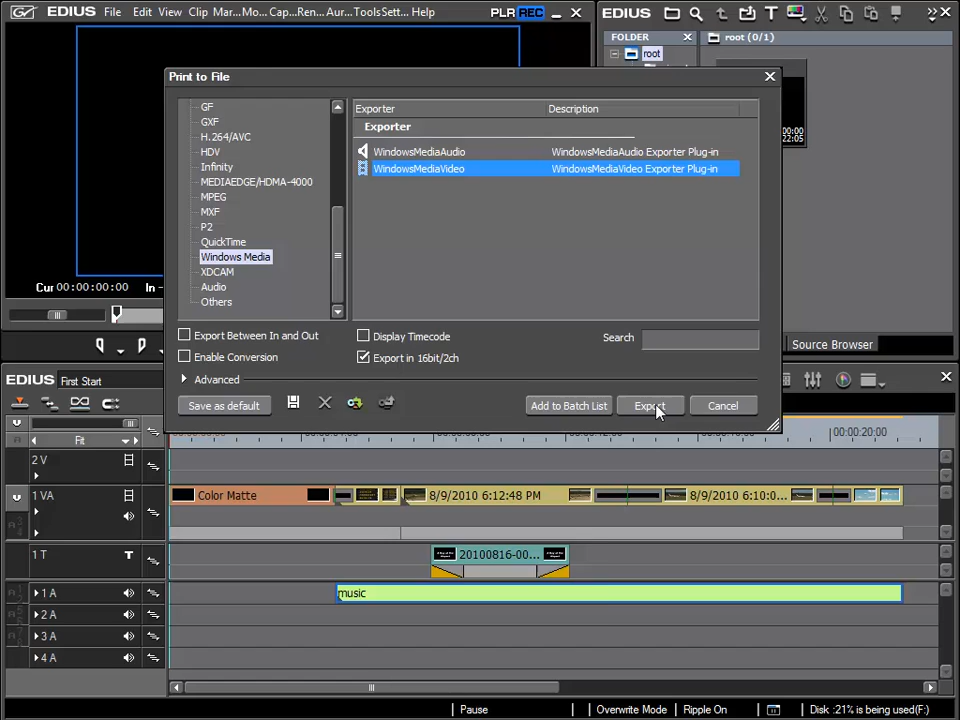 File Edit View Clip Mar... Mo... Cap... Ren... Aur... Tools Sett... Help PLR REC
EDIUS
FOLDER
root (0/1)
root
Print to File
GF
GXF
H.264/AVC
HDV
Infinity
MEDIAEDGE/HDMA-4000
MPEG
MXF
P2
QuickTime
Windows Media
XDCAM
Audio
Others
Exporter Description
Exporter
WindowsMediaAudio WindowsMediaAudio Exporter Plug-in
WindowsMediaVideo WindowsMediaVideo Exporter Plug-in
00:00
22:05
Cur 00:00:00:00 In -
Export Between In and Out
Display Timecode
Search
Enable Conversion
Export in 16bit/2ch
Advanced
Save as default
Add to Batch List
Export
Cancel
Source Browser
EDIUS First Start
Fit
00:00:20:00
2 V
1 VA
Color Matte
8/9/2010 6:12:48 PM
8/9/2010 6:10:0...
1 T
T
20100816-00...
1 A
music
2 A
3 A
4 A
Pause
Overwrite Mode
Ripple On
Disk :21% is being used(F:)